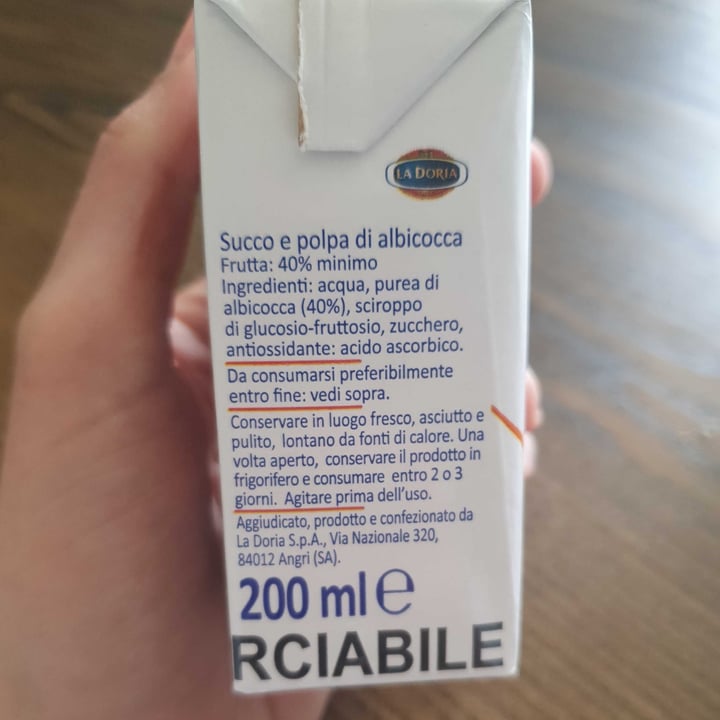 LA DORIA
Succo e polpa di albicocca
Frutta: 40% minimo
Ingredienti: acqua, purea di
albicocca (40%), sciroppo
di glucosio-fruttosio, zucchero,
antiossidante: acido ascorbico.
Da consumarsi preferibilmente
entro fine: vedi sopra.
Conservare in luogo fresco, asciutto e
pulito, lontano da fonti di calore. Una
volta aperto, conservare il prodotto in
frigorifero e consumare entro 2 o 3
giorni. Agitare prima dell'uso.
Aggiudicato, prodotto e confezionato da
La Doria S.p.A., Via Nazionale 320,
84012 Angri (SA).
200 ml e
RCIABILE